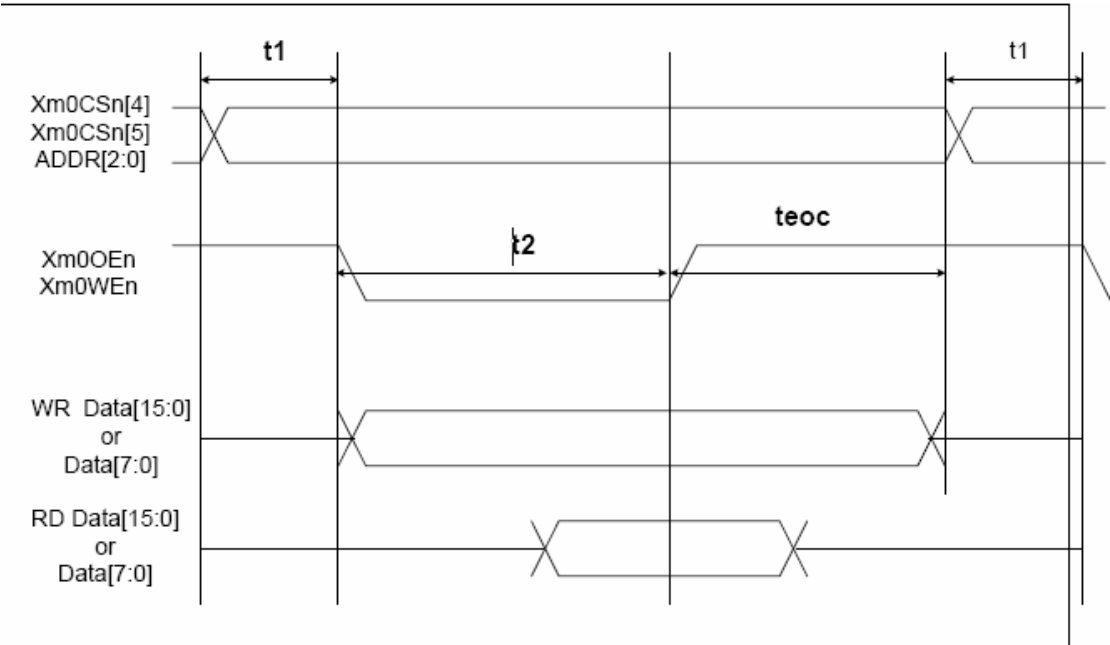 t1
t1
Xm0CSn[4]
Xm0CSn[5]
ADDR[2:0]
teoc
t2
Xm0OEn
Xm0WEn
WR Data[15:0]
or
Data[7:0]
RD Data[15:0]
or
Data[7:0]